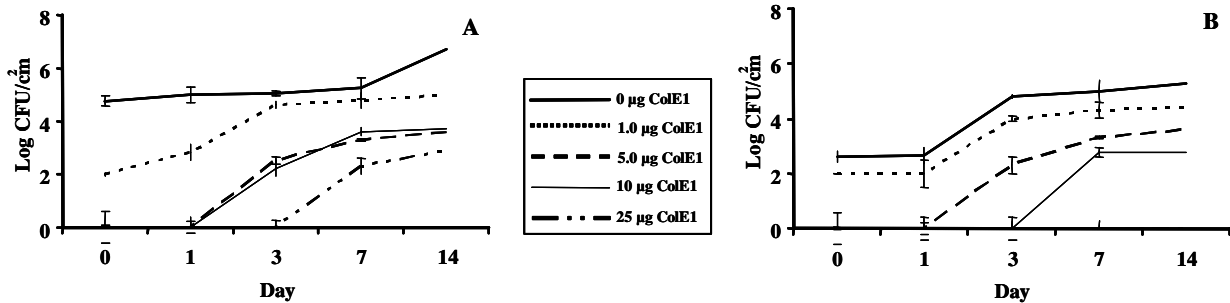 A
Log CFU/cm2
8
6
4
2
0
0 1 3 7 14
Day
0 µg ColE1
1.0 µg ColE1
5.0 µg ColE1
10 µg ColE1
25 µg ColE1
B
Log CFU/cm2
8
6
4
2
0
0 1 3 7 14
Day